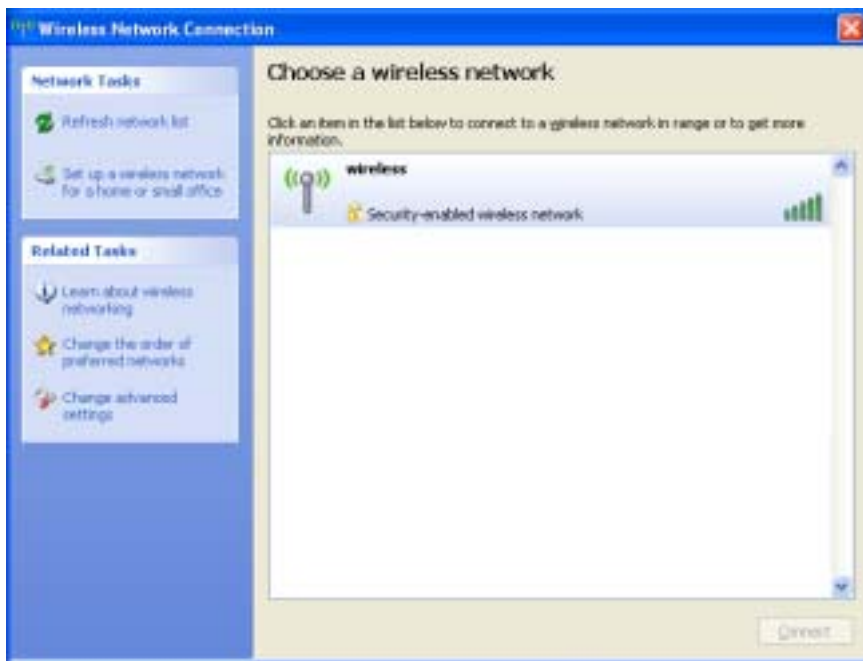 Wireless Network Connection
Network Tasks
Refresh network list
Set up a wireless network
for a home or small office
Related Tasks
Learn about wireless
networking
Change the order of
preferred networks
Change advanced
settings
Choose a wireless network
Click an item in the list below to connect to a wireless network in range or to get more
information.
wireless
Security-enabled wireless network
Connect